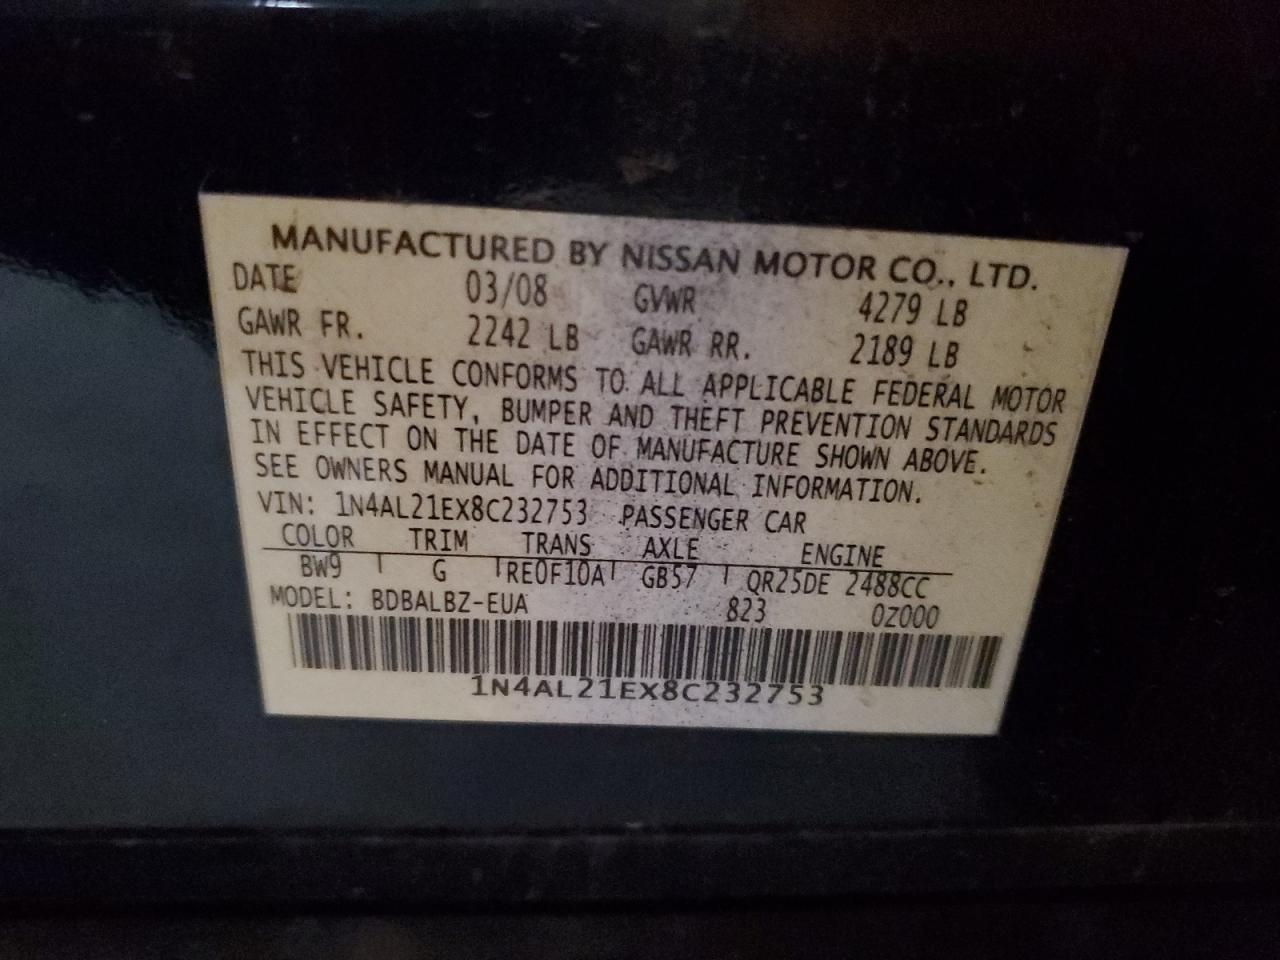 MANUFACTURED BY NISSAN MOTOR CO., LTD.
DATE 03/08 GVWR 4279 LB
GAWR FR. 2242 LB GAWR RR. 2189 LB
THIS VEHICLE CONFORMS TO ALL APPLICABLE FEDERAL MOTOR
VEHICLE SAFETY, BUMPER AND THEFT PREVENTION STANDARDS
IN EFFECT ON THE DATE OF MANUFACTURE SHOWN ABOVE.
SEE OWNERS MANUAL FOR ADDITIONAL INFORMATION.
VIN: 1N4AL21EX8C232753 PASSENGER CAR
COLOR TRIM TRANS AXLE ENGINE
BW9 G RE0F10A GB57 QR25DE 2488CC
MODEL: BDBALBZ-EUA 823 0Z000
1N4AL21EX8C232753